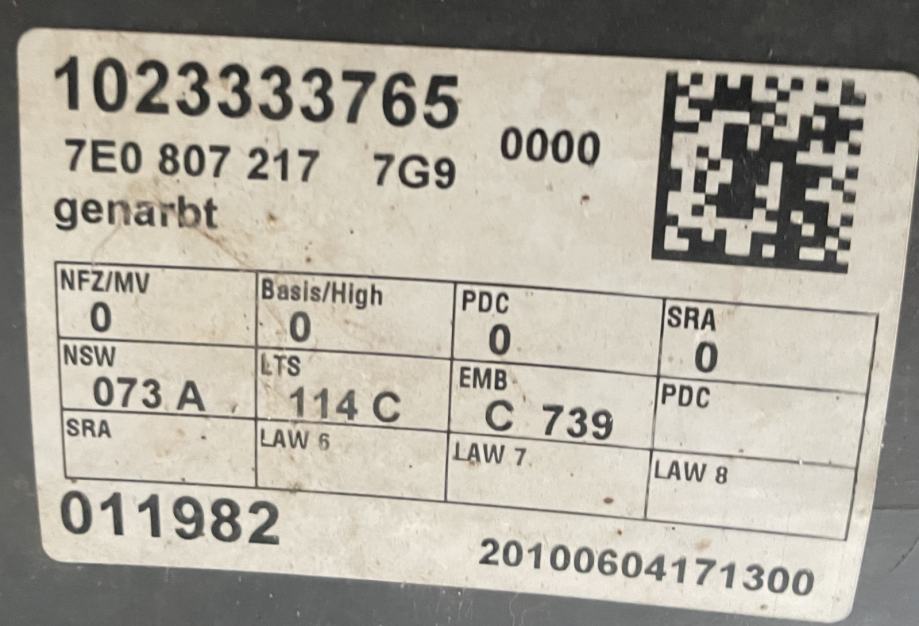 1023333765
7E0 807 217 7G9 0000
genarbt
NFZ/MV Basis/High PDC SRA
0 0 0 0
NSW LTS EMB PDC
073 A 114 C C 739
SRA LAW 6 LAW 7 LAW 8
011982
20100604171300